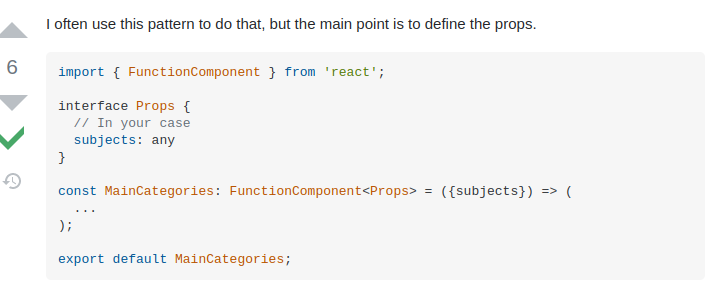 I often use this pattern to do that, but the main point is to define the props.
6
import { FunctionComponent } from 'react';
interface Props {
// In your case
subjects: any
}
const MainCategories: FunctionComponent<Props> = ({subjects}) => (
...
);
export default MainCategories;